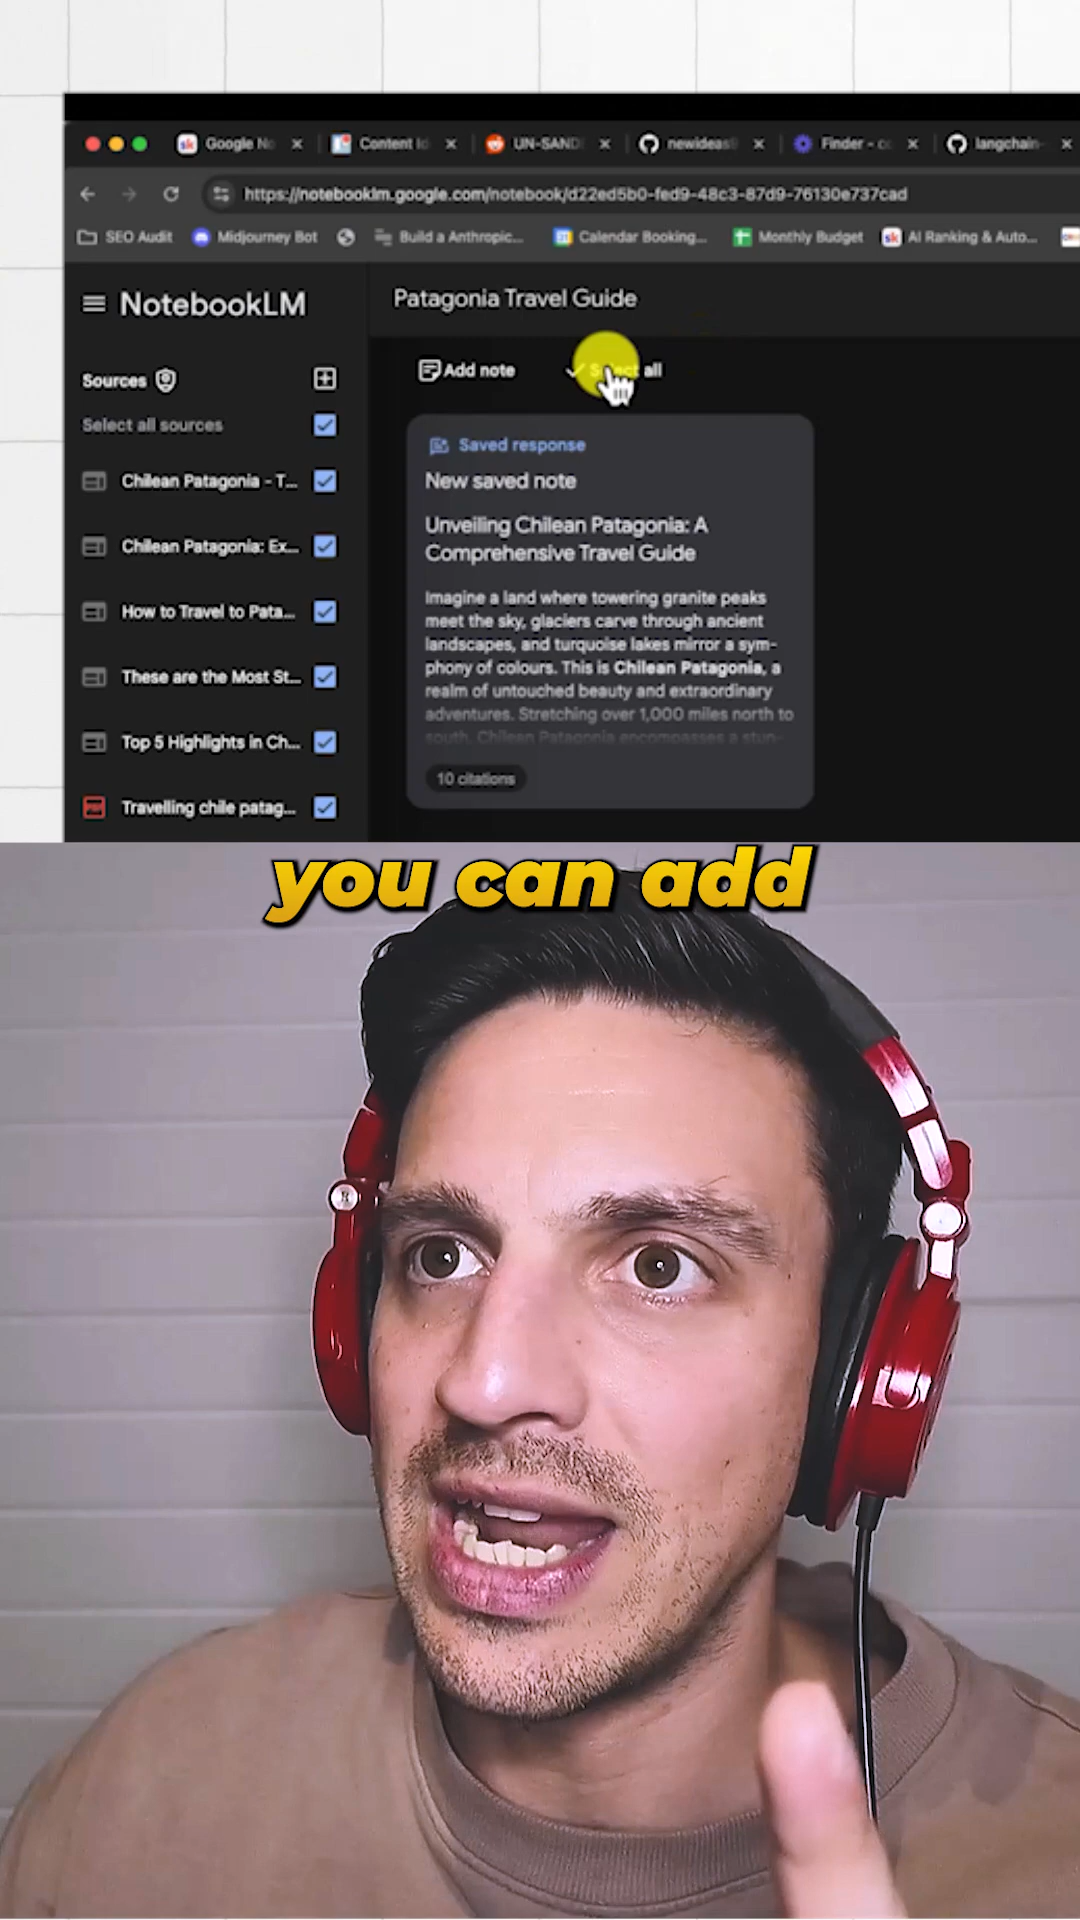 Google No
Content Id
UN-SAND
newideas
Finder - c
langchain-
https://notebooklm.google.com/notebook/d22ed5b0-fed9-48c3-87d9-76130e737cad
SEO Audit
Midjourney Bot
Build a Anthropic...
Calendar Booking...
Monthly Budget
AI Ranking & Auto...
NotebookLM
Patagonia Travel Guide
Sources
Select all sources
Chilean Patagonia - T...
Chilean Patagonia: Ex...
How to Travel to Pata...
These are the Most St...
Top 5 Highlights in Ch...
Travelling chile patag...
Add note
Select all
Saved response
New saved note
Unveiling Chilean Patagonia: A
Comprehensive Travel Guide
Imagine a land where towering granite peaks
meet the sky, glaciers carve through ancient
landscapes, and turquoise lakes mirror a sym-
phony of colours. This is Chilean Patagonia, a
realm of untouched beauty and extraordinary
adventures. Stretching over 1,000 miles north to
south, Chilean Patagonia encompasses a stun-
10 citations
you can add
R